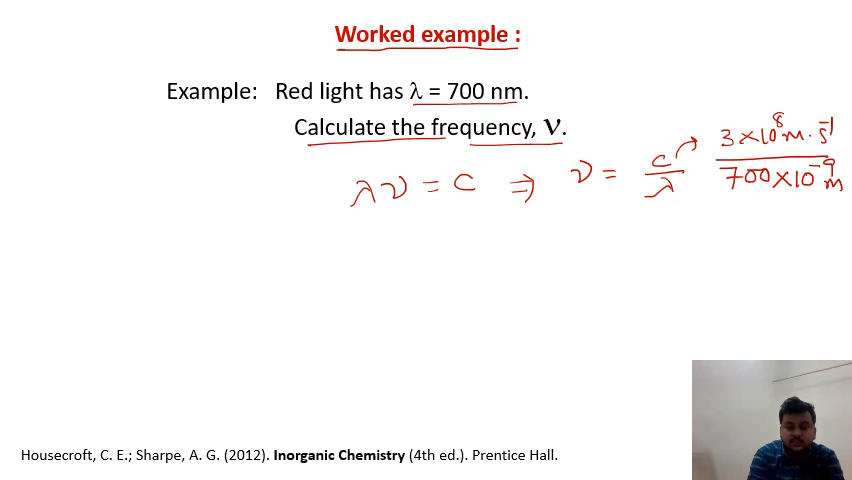 Worked example :
Example: Red light has λ = 700 nm.
Calculate the frequency, ν.
λν = c ⇒ ν = c/λ → 3×10⁸ m·s⁻¹ / 700×10⁻⁹ m
Housecroft, C. E.; Sharpe, A. G. (2012). Inorganic Chemistry (4th ed.). Prentice Hall.